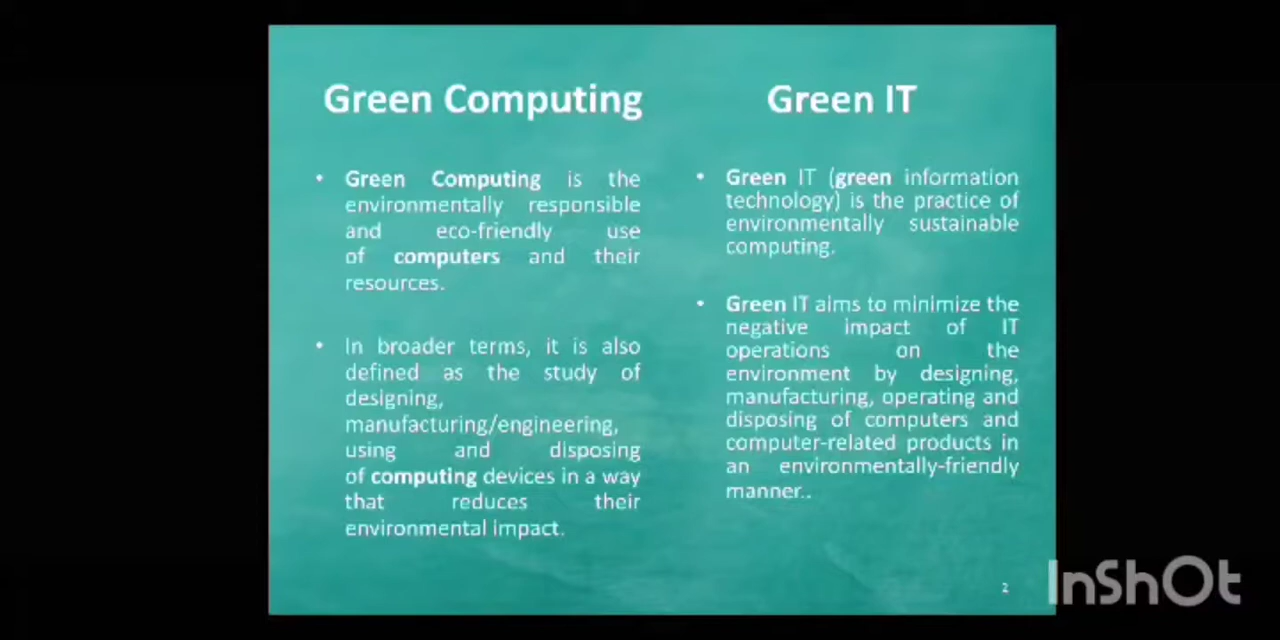 Green Computing
• Green Computing is the
environmentally responsible
and eco-friendly use
of computers and their
resources.
• In broader terms, it is also
defined as the study of
designing,
manufacturing/engineering,
using and disposing
of computing devices in a way
that reduces their
environmental impact.
Green IT
• Green IT (green information
technology) is the practice of
environmentally sustainable
computing.
• Green IT aims to minimize the
negative impact of IT
operations on the
environment by designing,
manufacturing, operating and
disposing of computers and
computer-related products in
an environmentally-friendly
manner..
2
InShOt